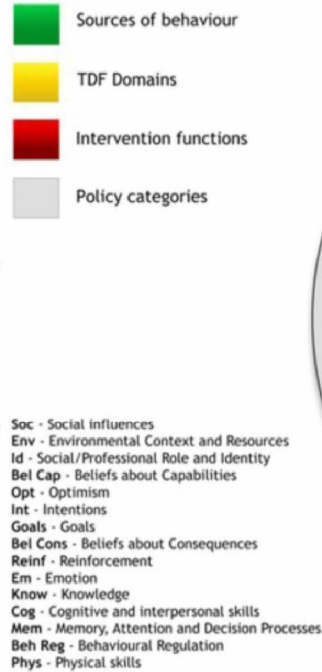 Sources of behaviour
TDF Domains
Intervention functions
Policy categories
Soc - Social influences
Env - Environmental Context and Resources
Id - Social/Professional Role and Identity
Bel Cap - Beliefs about Capabilities
Opt - Optimism
Int - Intentions
Goals - Goals
Bel Cons - Beliefs about Consequences
Reinf - Reinforcement
Em - Emotion
Know - Knowledge
Cog - Cognitive and interpersonal skills
Mem - Memory, Attention and Decision Processes
Beh Reg - Behavioural Regulation
Phys - Physical skills